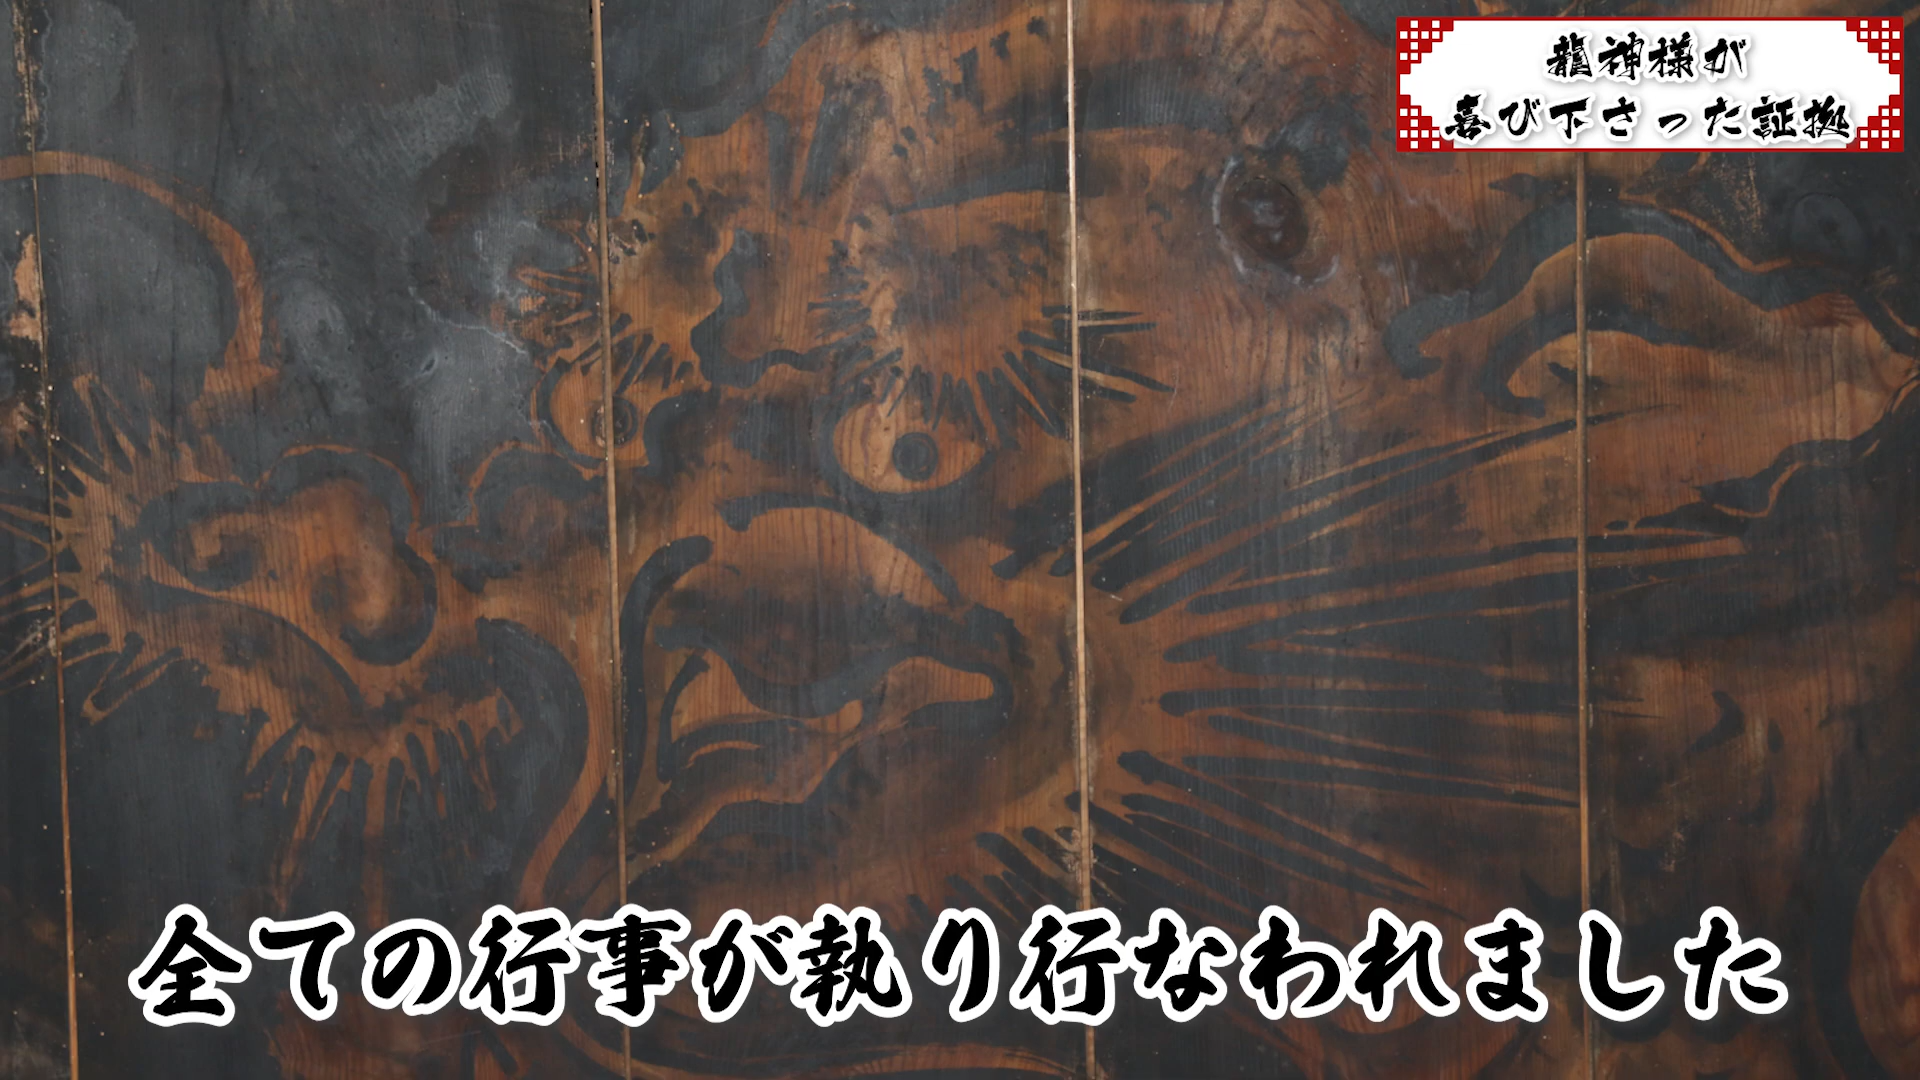 龍神様が
喜び下さった証拠
全ての行事が執り行なわれました